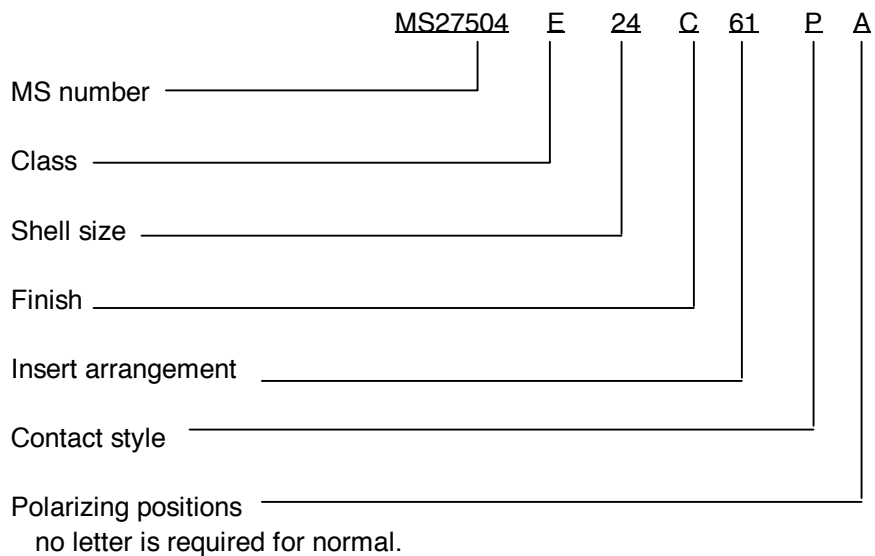 MS27504 E 24 C 61 P A
MS number
Class
Shell size
Finish
Insert arrangement
Contact style
Polarizing positions
no letter is required for normal.